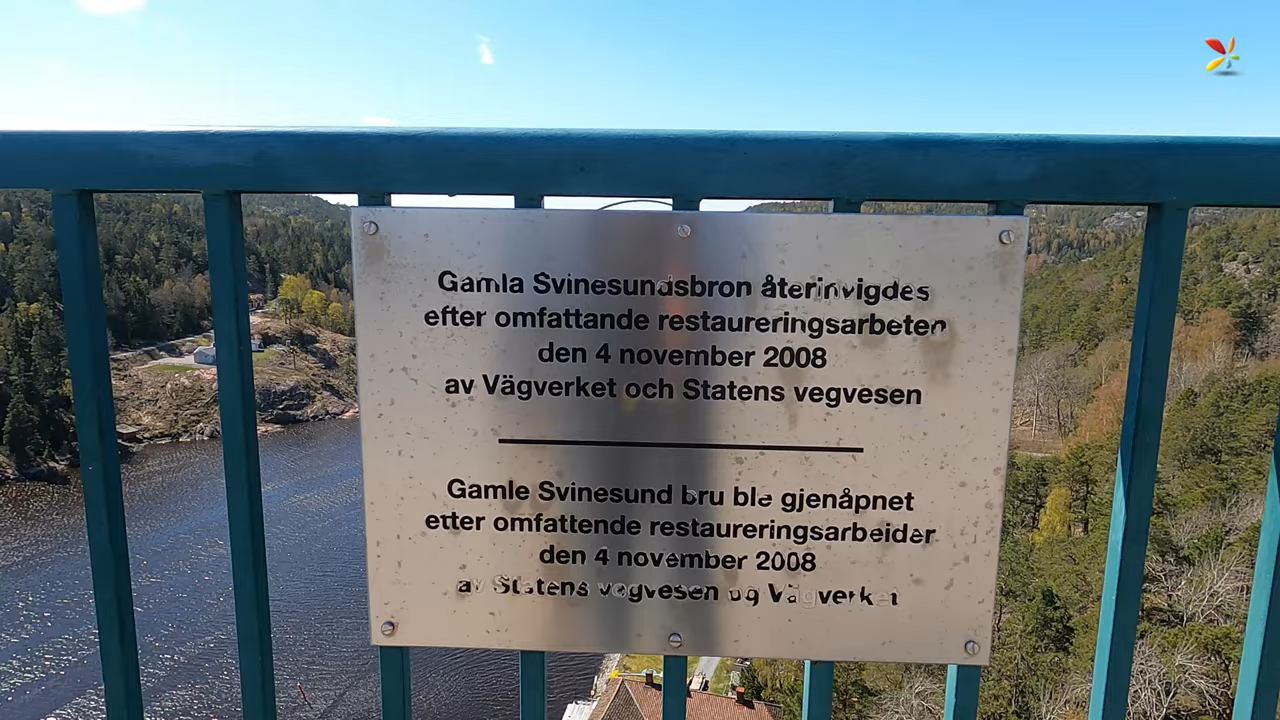 Gamla Svinesundsbron återinvigdes
efter omfattande restaureringsarbeten
den 4 november 2008
av Vägverket och Statens vegvesen
Gamle Svinesund bru ble gjenåpnet
etter omfattende restaureringsarbeider
den 4 november 2008
av Statens vegvesen og Vägverket